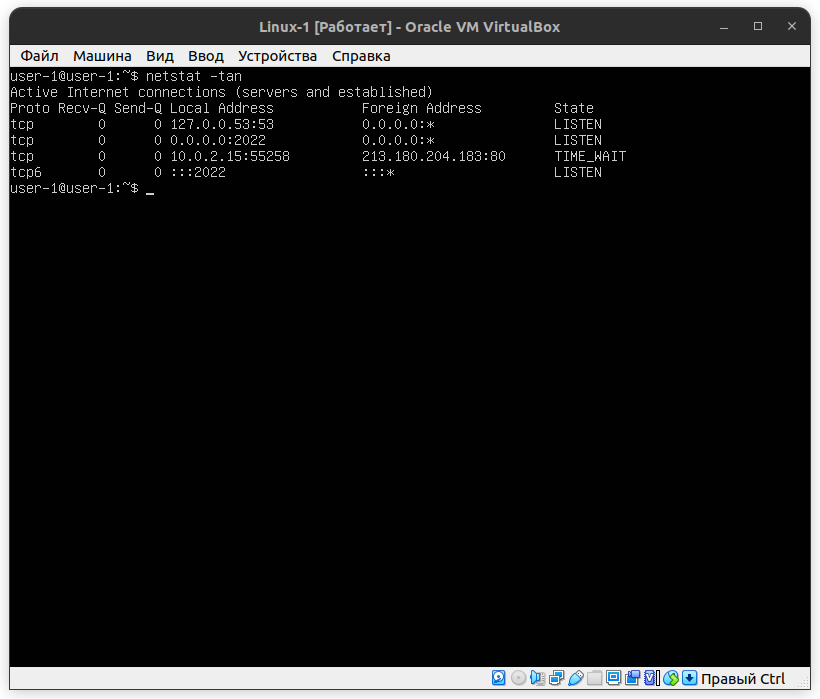 Linux-1 [Работает] - Oracle VM VirtualBox
Файл Машина Вид Ввод Устройства Справка
user-1@user-1:~$ netstat -tan
Active Internet connections (servers and established)
Proto Recv-Q Send-Q Local Address           Foreign Address         State
tcp        0      0 127.0.0.53:53           0.0.0.0:*               LISTEN
tcp        0      0 0.0.0.0:2022            0.0.0.0:*               LISTEN
tcp        0      0 10.0.2.15:55258         213.180.204.183:80      TIME_WAIT
tcp6       0      0 :::2022                 :::*                    LISTEN
user-1@user-1:~$ _
Правый Ctrl